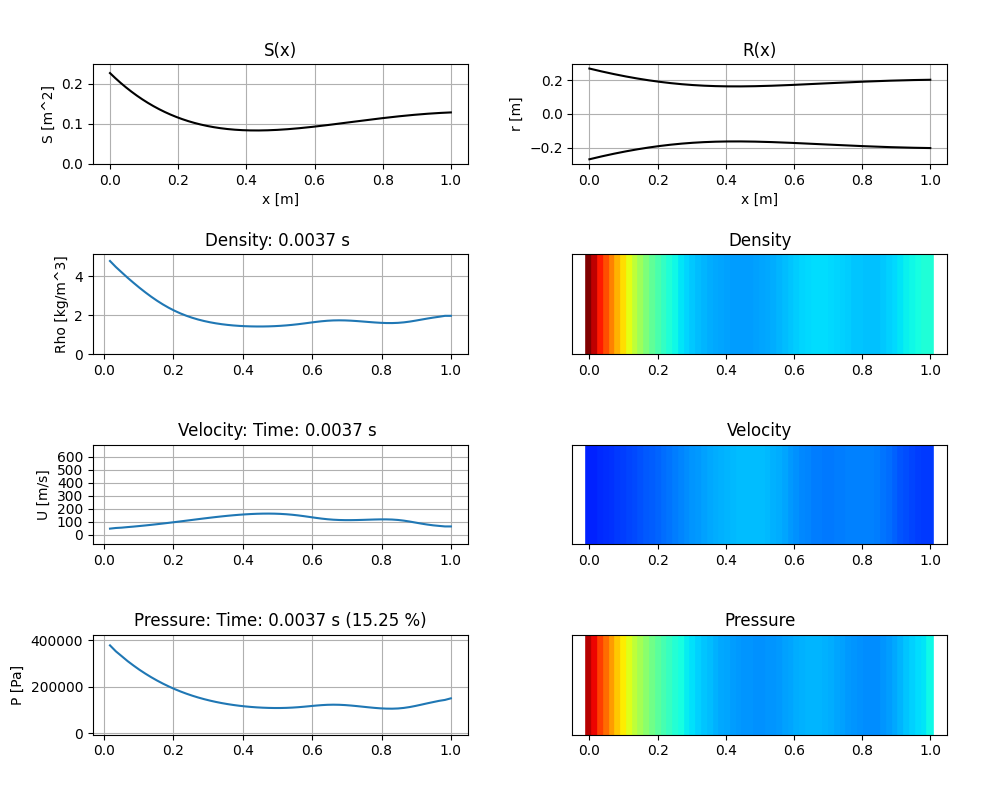 S(x)
S [m^2]
0.2
0.1
0.0
0.0 0.2 0.4 0.6 0.8 1.0
x [m]
R(x)
r [m]
0.2
0.0
−0.2
0.0 0.2 0.4 0.6 0.8 1.0
x [m]
Density: 0.0037 s
Rho [kg/m^3]
4
2
0
0.0 0.2 0.4 0.6 0.8 1.0
Density
0.0 0.2 0.4 0.6 0.8 1.0
Velocity: Time: 0.0037 s
U [m/s]
600
500
400
300
200
100
0
0.0 0.2 0.4 0.6 0.8 1.0
Velocity
0.0 0.2 0.4 0.6 0.8 1.0
Pressure: Time: 0.0037 s (15.25 %)
P [Pa]
400000
200000
0
0.0 0.2 0.4 0.6 0.8 1.0
Pressure
0.0 0.2 0.4 0.6 0.8 1.0